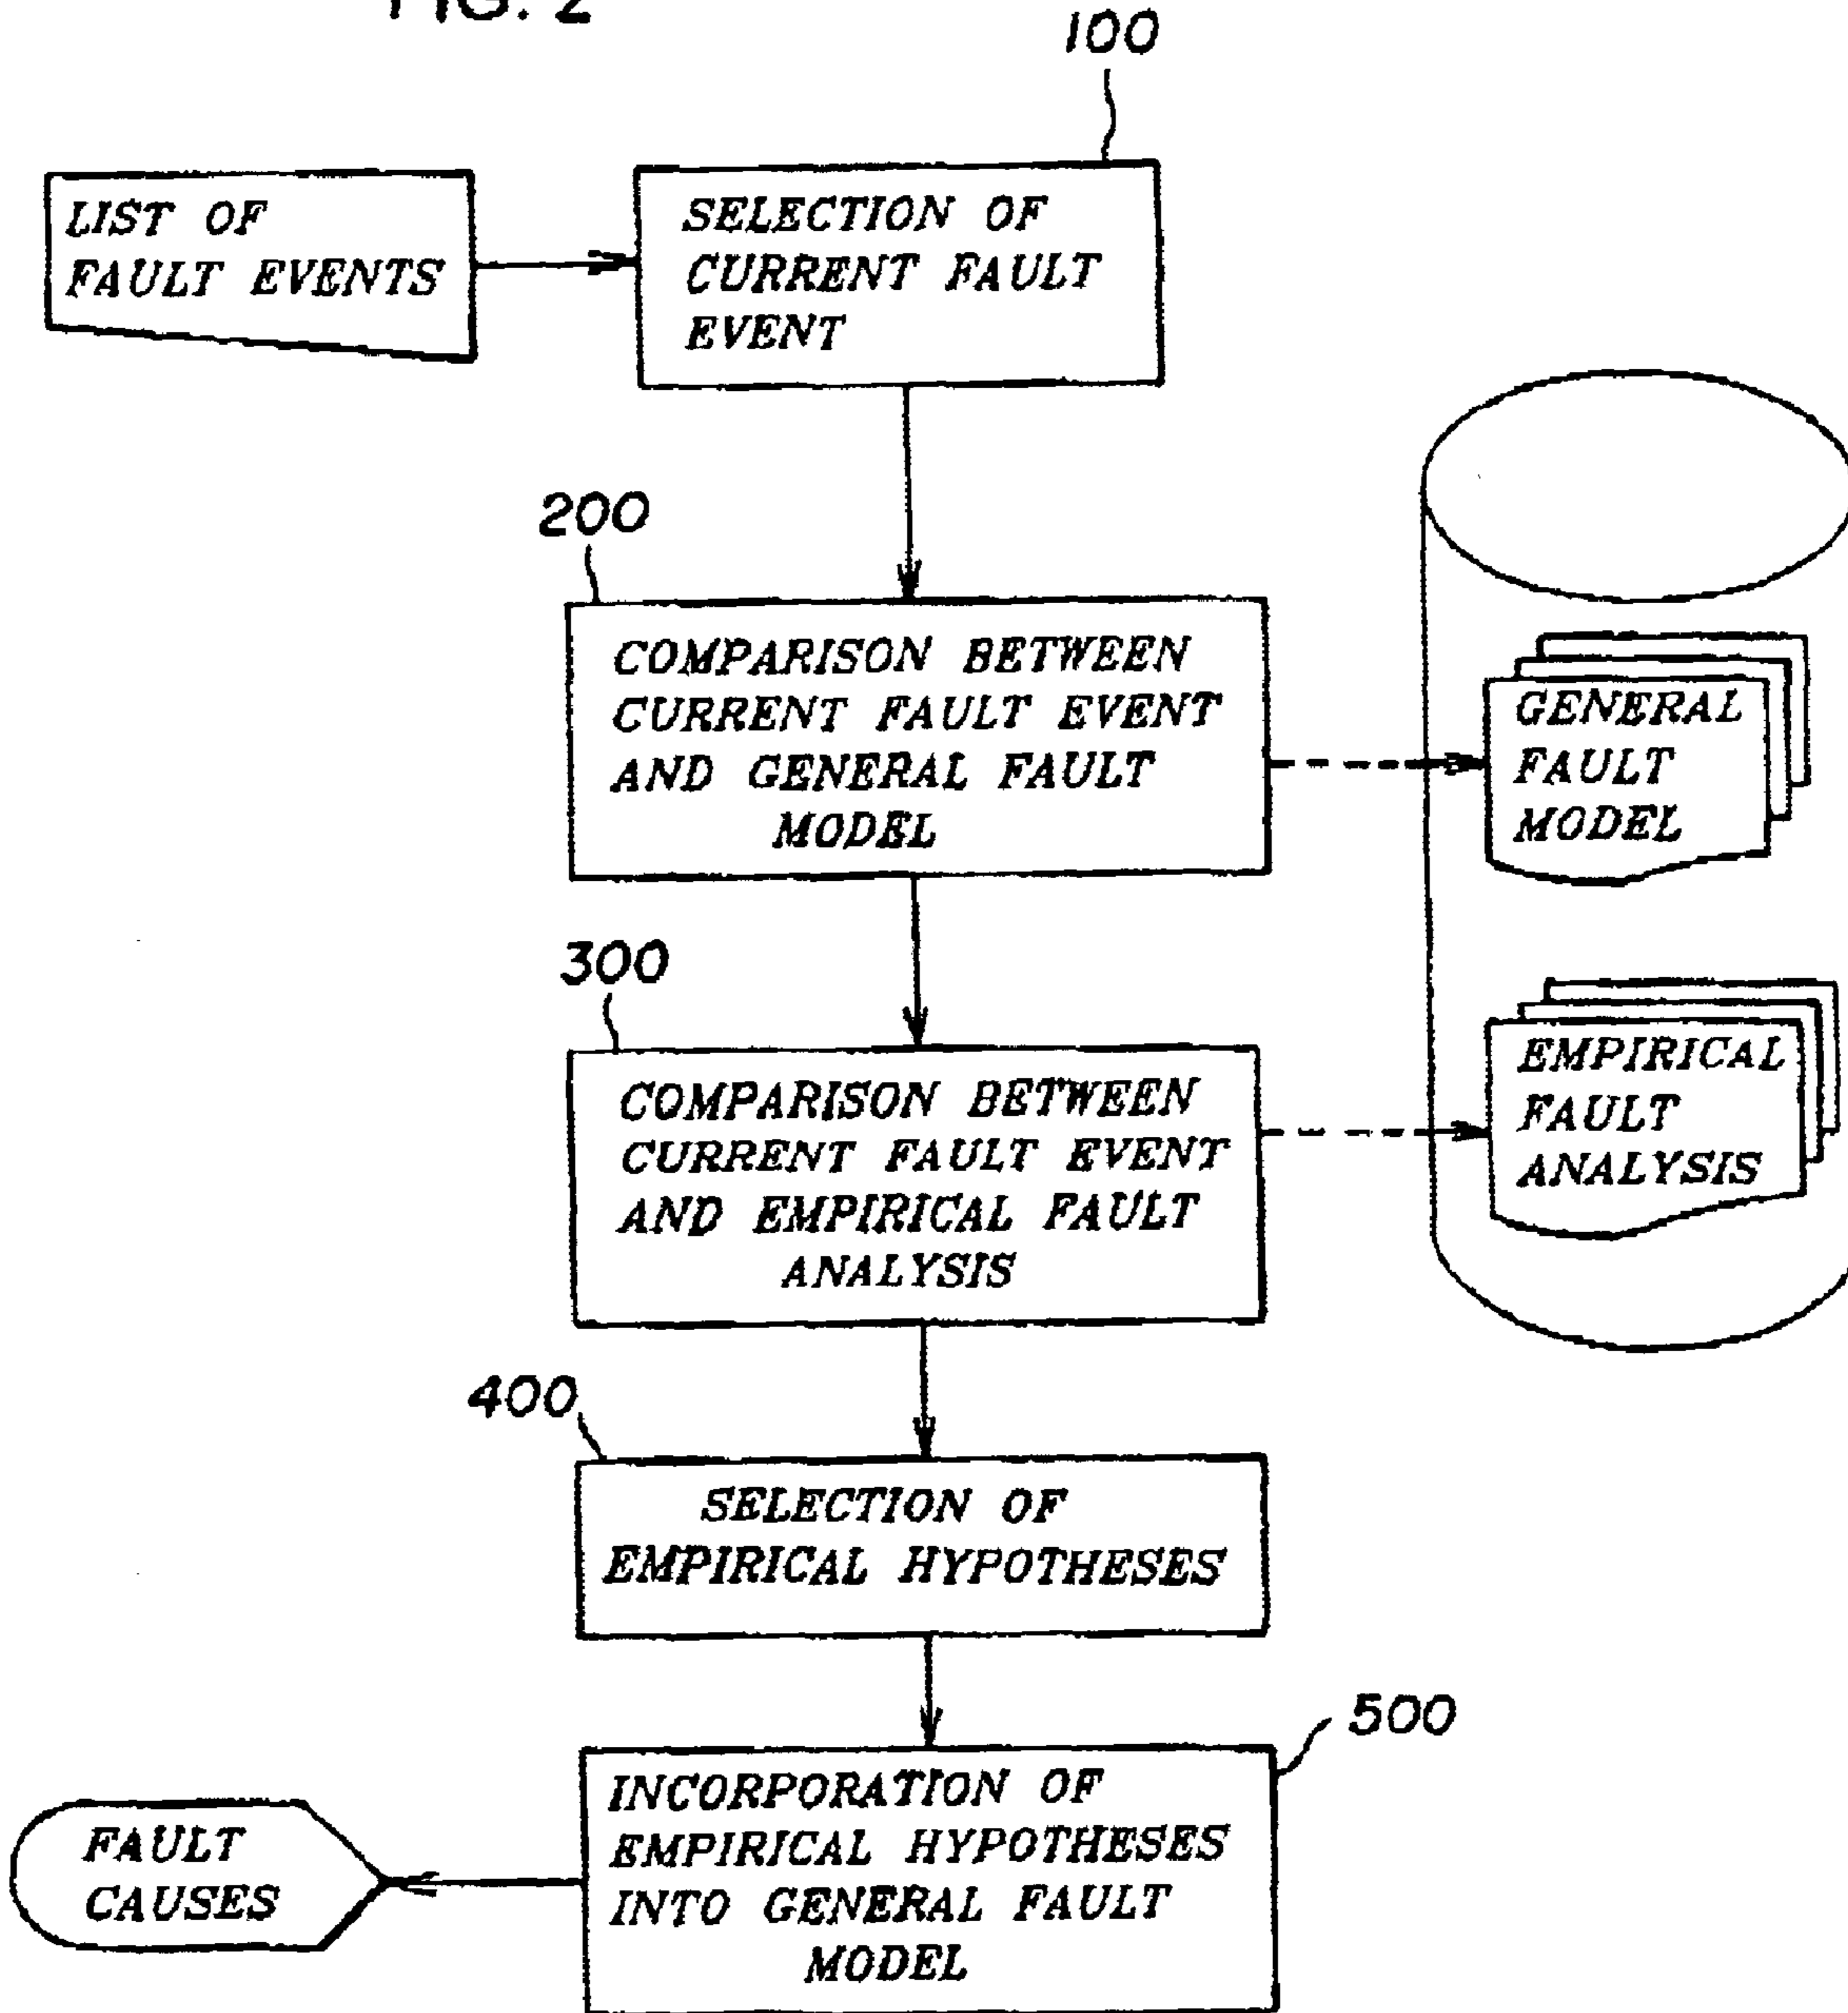 FIG. 2
100
LIST OF
FAULT EVENTS
SELECTION OF
CURRENT FAULT
EVENT
200
COMPARISON BETWEEN
CURRENT FAULT EVENT
AND GENERAL FAULT
MODEL
GENERAL
FAULT
MODEL
300
COMPARISON BETWEEN
CURRENT FAULT EVENT
AND EMPIRICAL FAULT
ANALYSIS
EMPIRICAL
FAULT
ANALYSIS
400
SELECTION OF
EMPIRICAL HYPOTHESES
500
INCORPORATION OF
EMPIRICAL HYPOTHESES
INTO GENERAL FAULT
MODEL
FAULT
CAUSES